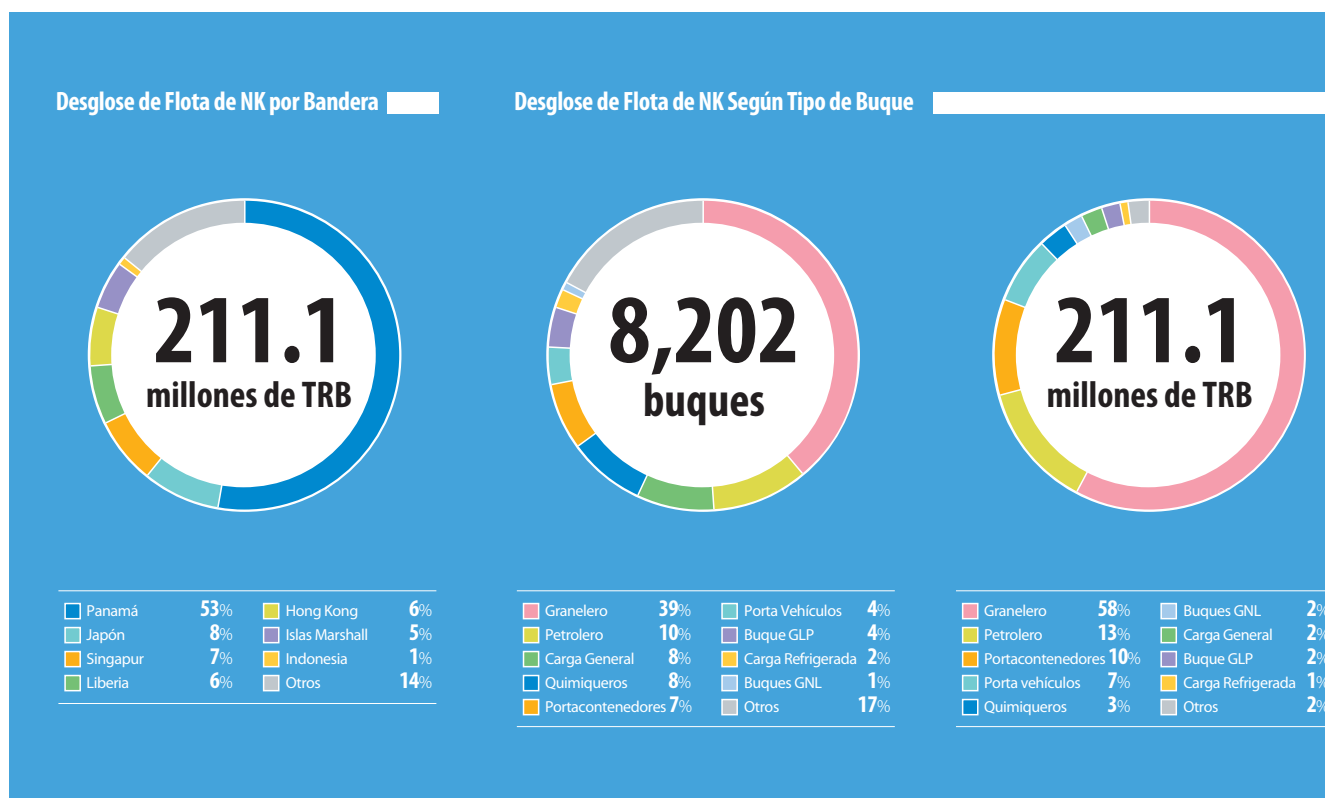 Desglose de Flota de NK por Bandera
211.1
millones de TRB
Panamá 53% Hong Kong 6%
Japón 8% Islas Marshall 5%
Singapur 7% Indonesia 1%
Liberia 6% Otros 14%
Desglose de Flota de NK Según Tipo de Buque
8,202
buques
Granelero 39% Porta Vehículos 4%
Petrolero 10% Buque GLP 4%
Carga General 8% Carga Refrigerada 2%
Quimiqueros 8% Buques GNL 1%
Portacontenedores 7% Otros 17%
211.1
millones de TRB
Granelero 58% Buques GNL 2%
Petrolero 13% Carga General 2%
Portacontenedores 10% Buque GLP 2%
Porta vehículos 7% Carga Refrigerada 1%
Quimiqueros 3% Otros 2%